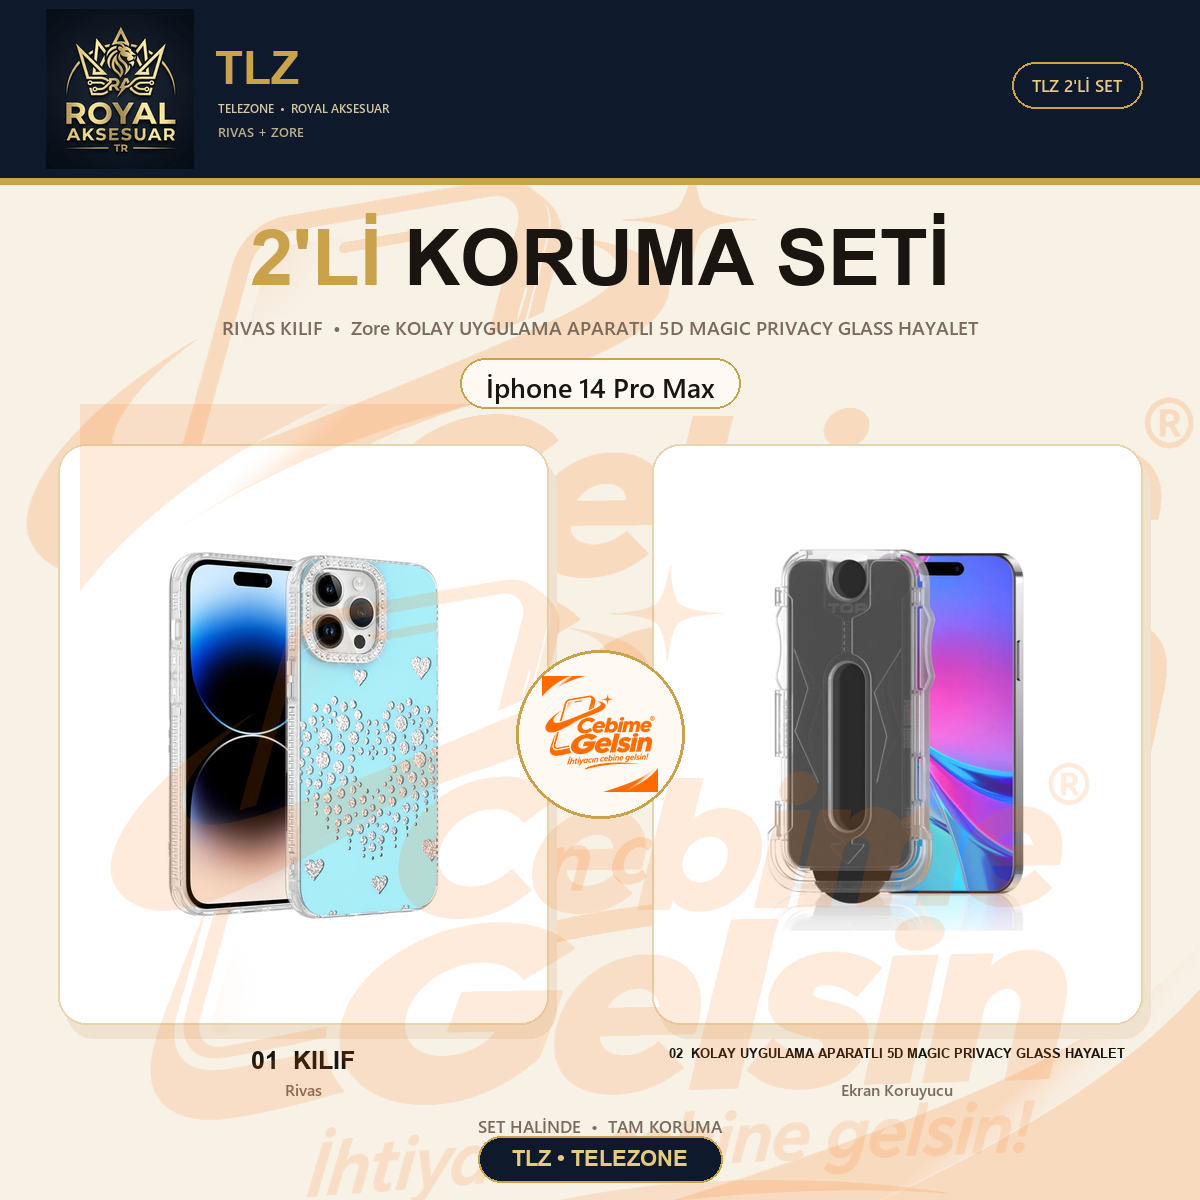 ROYAL
AKSESUAR
TR
TLZ
TELEZONE • ROYAL AKSESUAR
RIVAS + ZORE
TLZ 2'Lİ SET
2'Lİ KORUMA SETİ
RIVAS KILIF • Zore KOLAY UYGULAMA APARATLI 5D MAGIC PRIVACY GLASS HAYALET
İphone 14 Pro Max
TOP
Cebime
Gelsin
İhtiyacın cebine gelsin!
Cebime
Gelsin
01 KILIF
Rivas
02 KOLAY UYGULAMA APARATLI 5D MAGIC PRIVACY GLASS HAYALET
Ekran Koruyucu
SET HALİNDE • TAM KORUMA
TLZ • TELEZONE